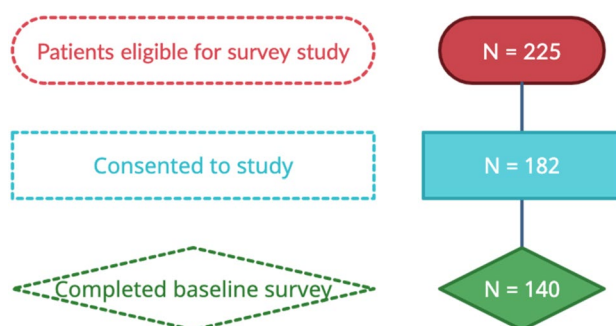 Patients eligible for survey study
N = 225
Consented to study
N = 182
Completed baseline survey
N = 140